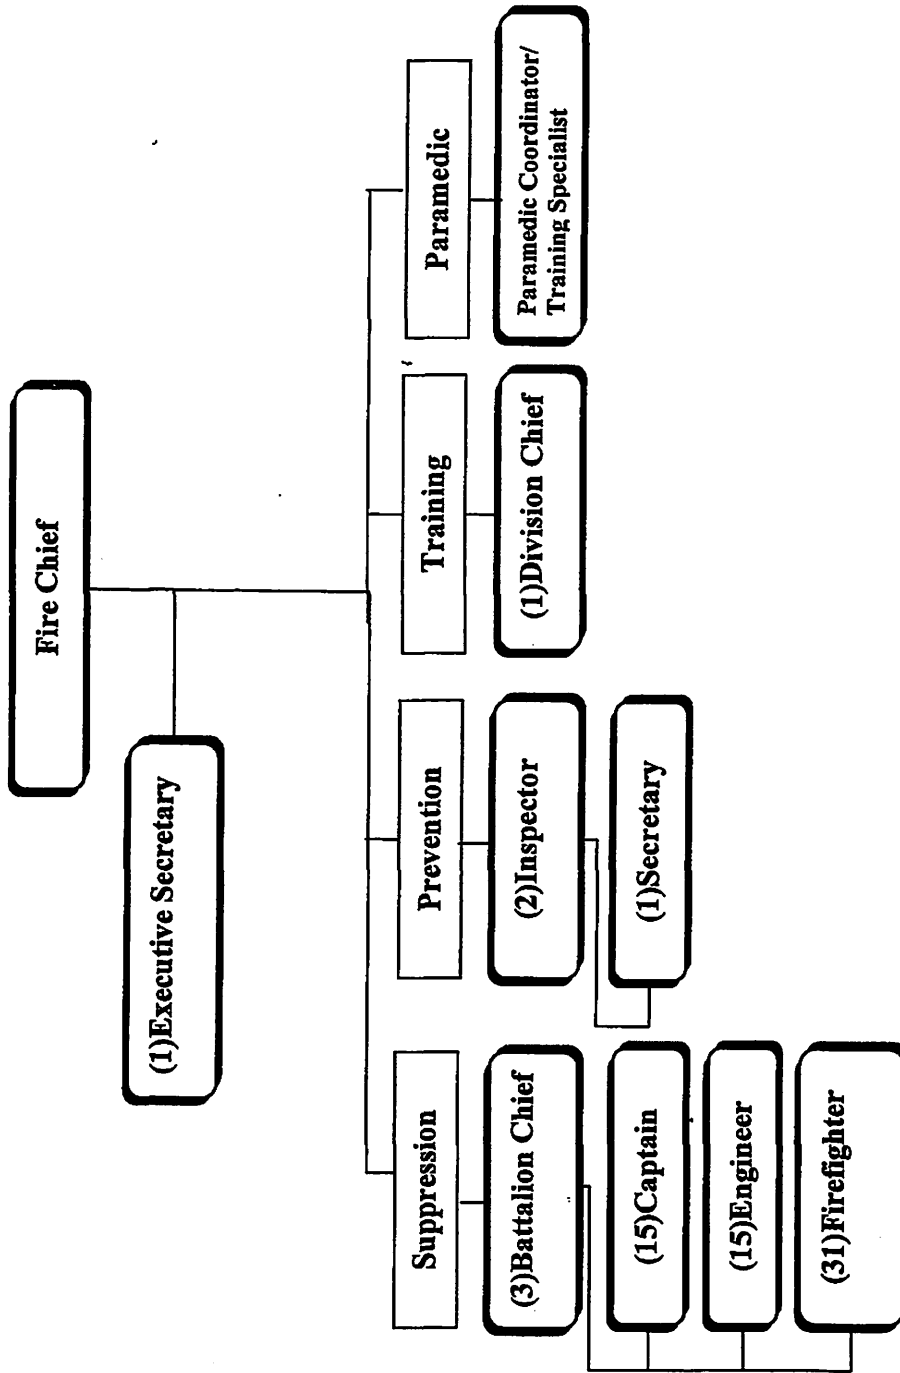 Fire Chief
(1)Executive Secretary
Suppression
(3)Battalion Chief
(15)Captain
(15)Engineer
(31)Firefighter
Prevention
(2)Inspector
(1)Secretary
Training
(1)Division Chief
Paramedic
Paramedic Coordinator/
Training Specialist